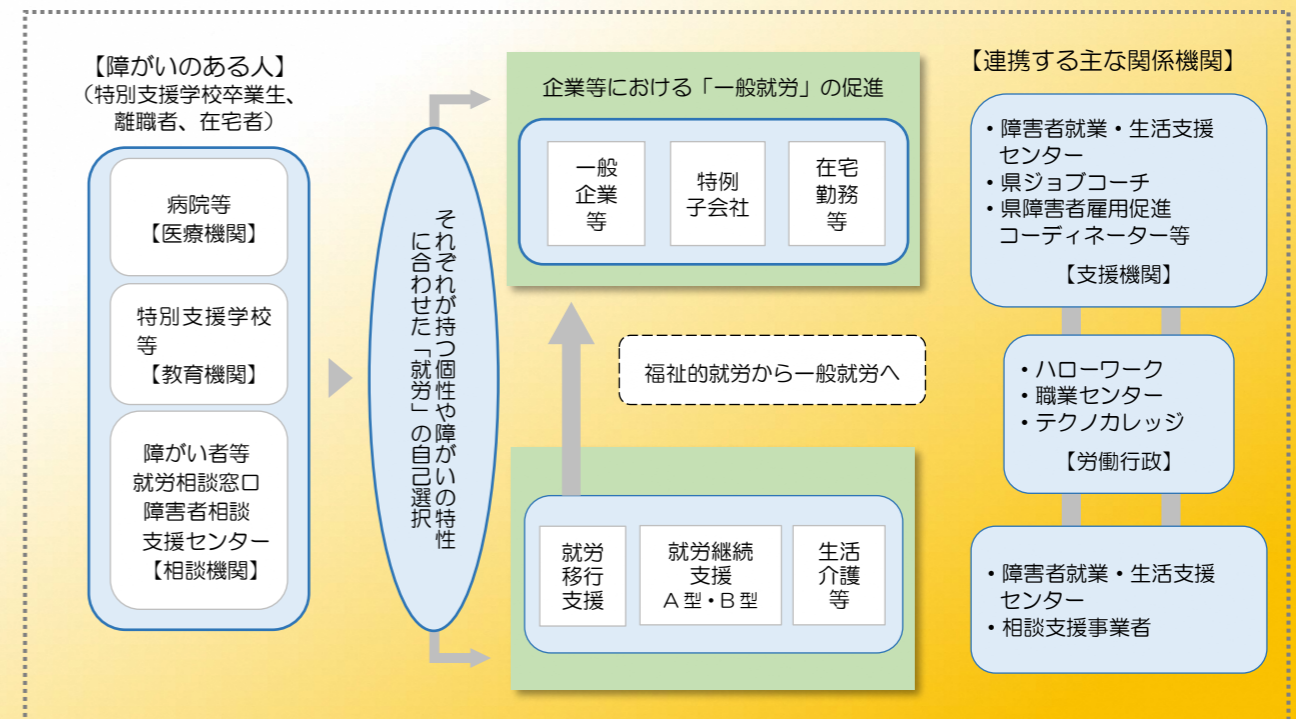 【障がいのある人】
(特別支援学校卒業生、
離職者、在宅者)
病院等
【医療機関】
特別支援学校
等
【教育機関】
障がい者等
就労相談窓口
障害者相談
支援センター
【相談機関】
それぞれが持つ個性や障がいの特性
に合わせた「就労」の自己選択
企業等における「一般就労」の促進
一般
企業
等
特例
子会社
在宅
勤務
等
福祉的就労から一般就労へ
就労
移行
支援
就労継続
支援
A型・B型
生活
介護
等
【連携する主な関係機関】
・障害者就業・生活支援
センター
・県ジョブコーチ
・県障害者雇用促進
コーディネーター等
【支援機関】
・ハローワーク
・職業センター
・テクノカレッジ
【労働行政】
・障害者就業・生活支援
センター
・相談支援事業者